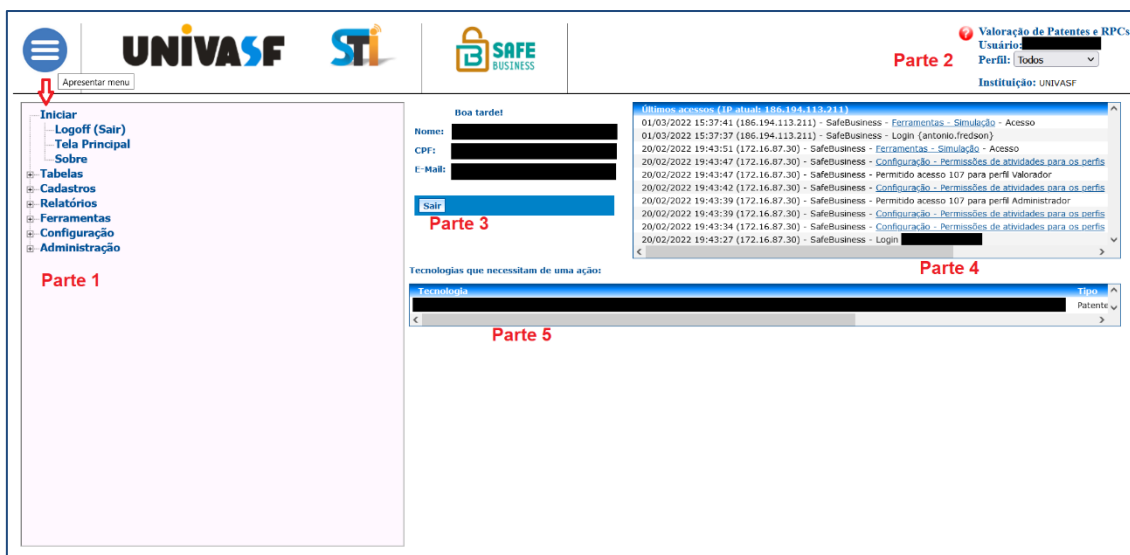 UNIVASF
STI
SAFE
BUSINESS
Valoração de Patentes e RPCs
Usuário:
Perfil: Todos
Instituição: UNIVASF
Parte 2
Apresentar menu
Iniciar
Logoff (Sair)
Tela Principal
Sobre
Tabelas
Cadastros
Relatórios
Ferramentas
Configuração
Administração
Parte 1
Boa tarde!
Nome:
CPF:
E-Mail:
Sair
Parte 3
Últimos acessos (IP atual: 186.194.113.211)
01/03/2022 15:37:41 (186.194.113.211) - SafeBusiness - Ferramentas - Simulação - Acesso
01/03/2022 15:37:37 (186.194.113.211) - SafeBusiness - Login {antonio.fredson}
20/02/2022 19:43:51 (172.16.87.30) - SafeBusiness - Ferramentas - Simulação - Acesso
20/02/2022 19:43:47 (172.16.87.30) - SafeBusiness - Configuração - Permissões de atividades para os perfis
20/02/2022 19:43:47 (172.16.87.30) - SafeBusiness - Permitido acesso 107 para perfil Valorador
20/02/2022 19:43:42 (172.16.87.30) - SafeBusiness - Configuração - Permissões de atividades para os perfis
20/02/2022 19:43:39 (172.16.87.30) - SafeBusiness - Permitido acesso 107 para perfil Administrador
20/02/2022 19:43:39 (172.16.87.30) - SafeBusiness - Configuração - Permissões de atividades para os perfis
20/02/2022 19:43:34 (172.16.87.30) - SafeBusiness - Configuração - Permissões de atividades para os perfis
20/02/2022 19:43:27 (172.16.87.30) - SafeBusiness - Login
Parte 4
Tecnologias que necessitam de uma ação:
Tecnologia Tipo
Patente
Parte 5